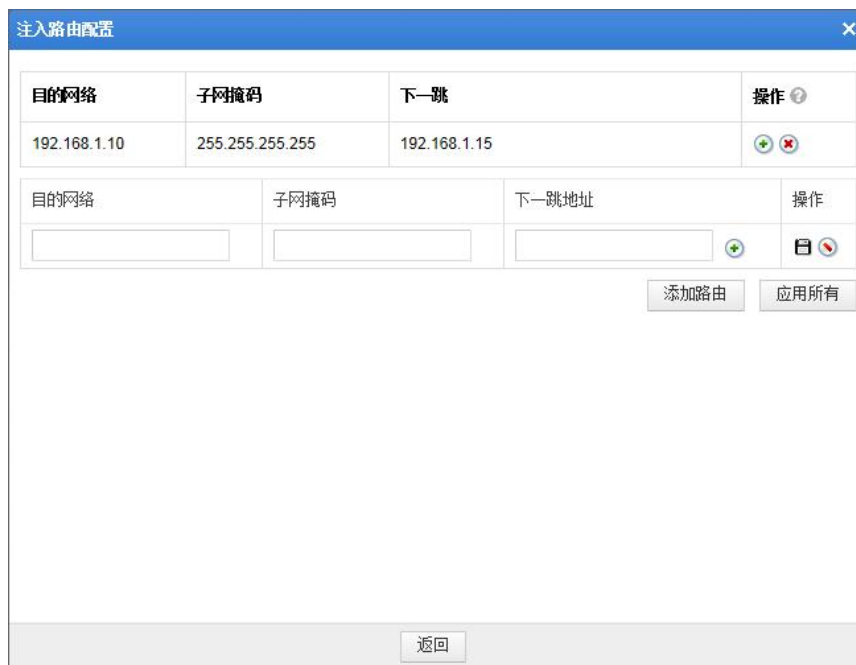 注入路由配置
目的网络 子网掩码 下一跳 操作
192.168.1.10 255.255.255.255 192.168.1.15
目的网络 子网掩码 下一跳地址 操作
添加路由 应用所有
返回